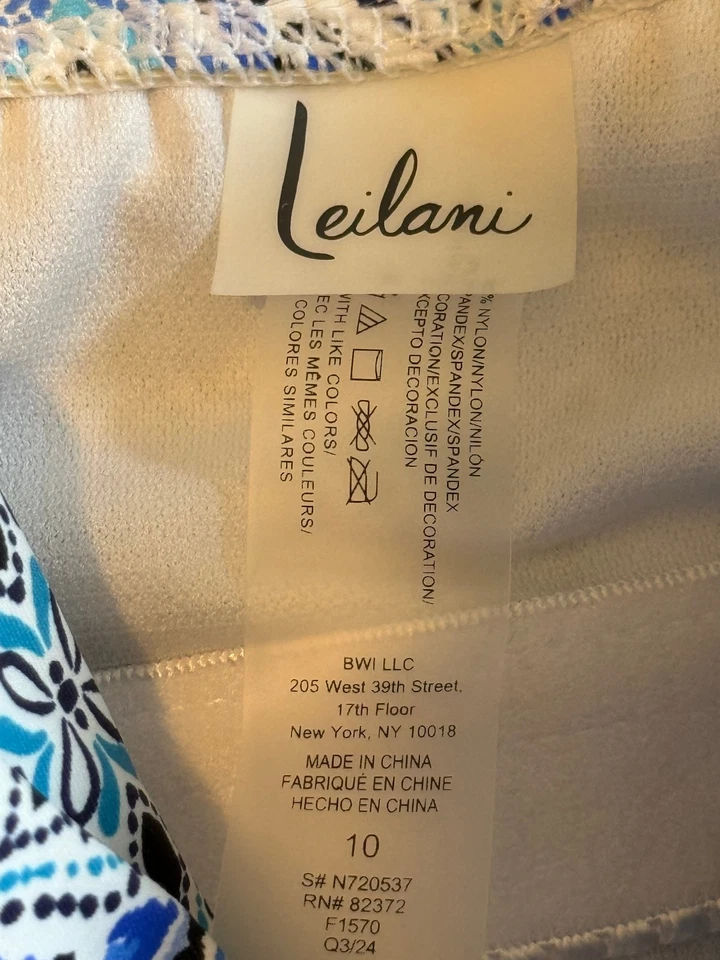 Leilani
% NYLON/NYLON/NILÓN
PANDEX/SPANDEX/SPANDEX
CORATION/EXCLUSIF DE DECORATION/
XCEPTO DECORACION
WITH LIKE COLORS/
EC LES MÊMES COULEURS/
COLORES SIMILARES
BWI LLC
205 West 39th Street,
17th Floor
New York, NY 10018
MADE IN CHINA
FABRIQUÉ EN CHINE
HECHO EN CHINA
10
S# N720537
RN# 82372
F1570
Q3/24